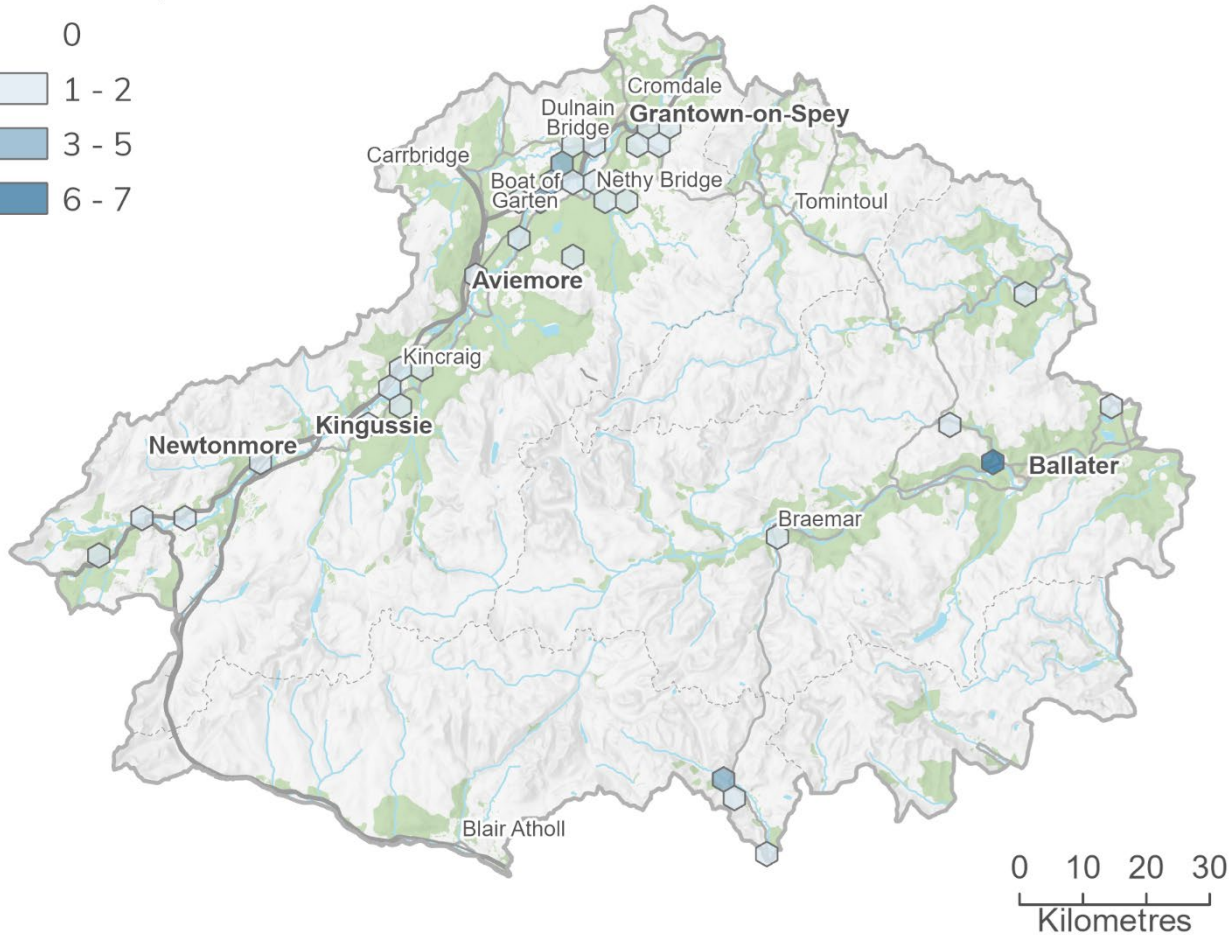 0
1 - 2
3 - 5
6 - 7
Cromdale
Dulnain
Bridge
Grantown-on-Spey
Carrbridge
Boat of
Garten
Nethy Bridge
Tomintoul
Aviemore
Kincraig
Kingussie
Newtonmore
Ballater
Braemar
Blair Atholl
0 10 20 30
Kilometres